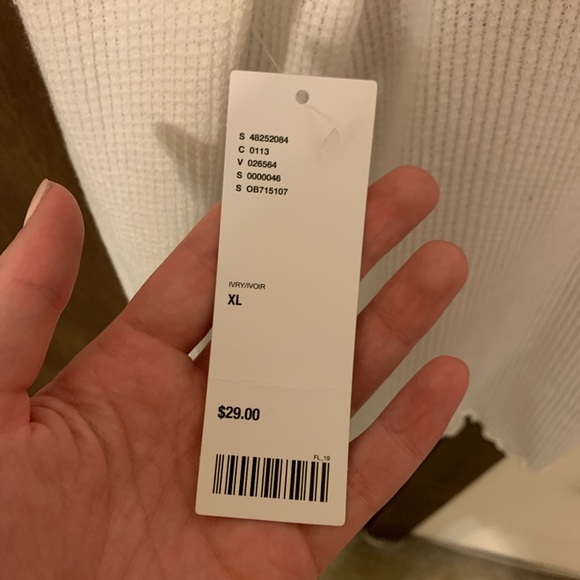 S 48252084
C 0113
V 026564
S 0000046
S OB715107
IVRY/IVOIR
XL
$29.00
FL_19